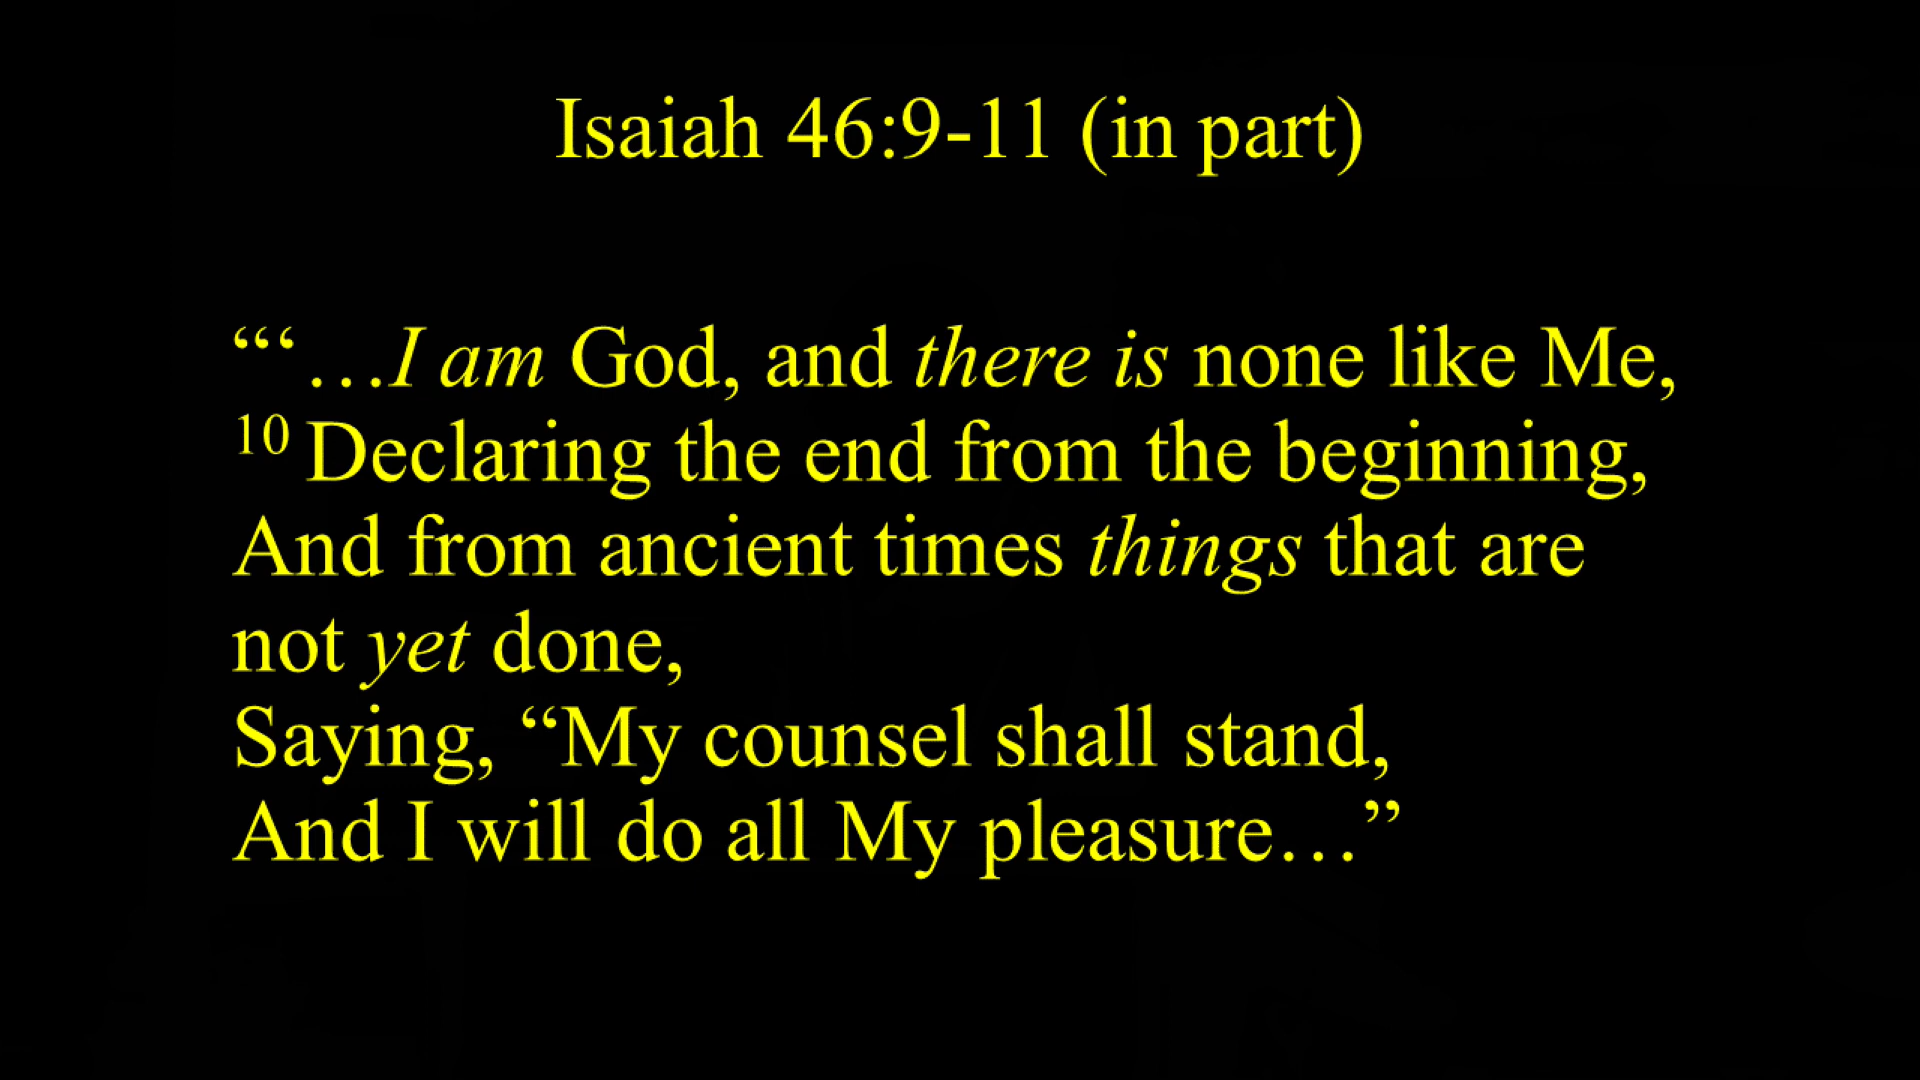 Isaiah 46:9-11 (in part)
“‘…I am God, and there is none like Me,
10 Declaring the end from the beginning,
And from ancient times things that are
not yet done,
Saying, “My counsel shall stand,
And I will do all My pleasure…”